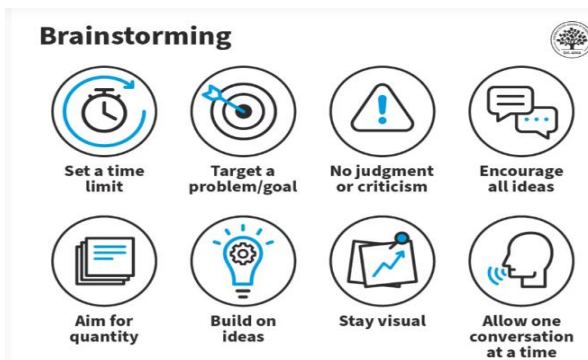 Brainstorming
Set a time
limit
Target a
problem/goal
No judgment
or criticism
Encourage
all ideas
Aim for
quantity
Build on
ideas
Stay visual
Allow one
conversation
at a time